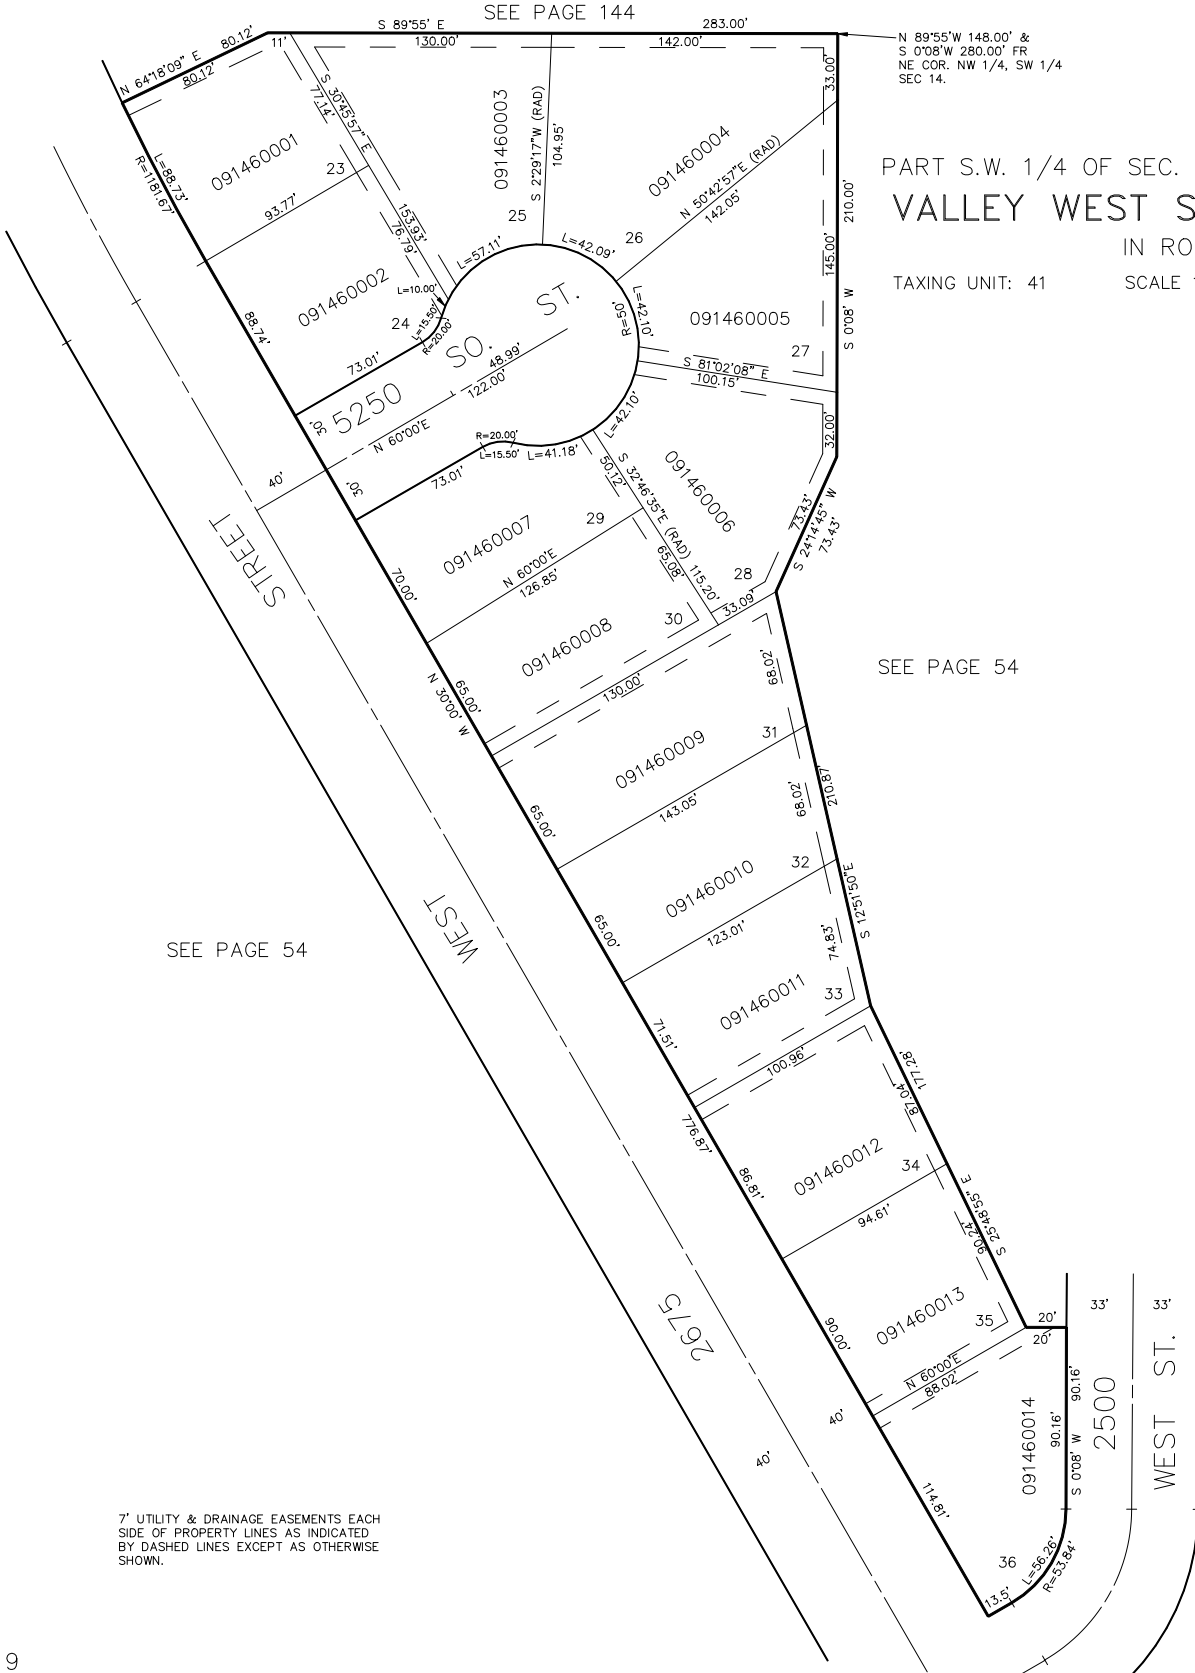 SEE PAGE 144
S 89°55' E
283.00'
130.00'
142.00'
11'
N 64°18'09" E
80.12'
80.12'
N 89°55'W 148.00' &
S 0°08'W 280.00' FR
NE COR. NW 1/4, SW 1/4
SEC 14.
PART S.W. 1/4 OF SEC.
VALLEY WEST S
IN RO
TAXING UNIT: 41
SCALE
L=88.73'
R=1181.67'
091460001
23
93.77'
S 30°45'57" E
77.14'
153.93'
76.79'
091460002
24
88.74'
73.01'
L=10.00'
L=15.50'
R=20.00'
091460003
25
S 2°29'17"W (RAD)
104.95'
L=57.11'
L=42.09'
091460004
26
N 50°42'57"E (RAD)
142.05'
33.00'
210.00'
145.00'
S 0°08' W
L=42.10'
R=50'
091460005
27
S 81°02'08" E
100.15'
32.00'
5250 SO. ST.
48.99'
122.00'
N 60°00'E
30'
30'
40'
R=20.00'
L=15.50'
L=41.18'
L=42.10'
73.01'
091460006
28
73.43'
S 24°14'45" W
73.43'
50.12'
S 32°46'35"E (RAD) 115.20'
65.08'
33.09'
091460007
29
70.00'
N 60°00'E
126.85'
091460008
30
65.00'
N 30°00' W
130.00'
STREET
SEE PAGE 54
68.02'
091460009
31
65.00'
143.05'
210.87'
68.02'
091460010
32
65.00'
123.01'
S 12°51'50"E
74.83'
091460011
33
71.51'
100.96'
WEST
SEE PAGE 54
776.87'
177.28'
87.04'
091460012
34
98.81'
94.61'
S 25°48'55" E
90.24'
091460013
35
90.00'
N 60°00'E
88.02'
2675
40'
40'
20'
20'
33'
33'
091460014
90.16'
90.16'
S 0°08' W
2500
WEST ST.
114.81'
36
L=56.26'
R=53.84'
13.5'
7' UTILITY & DRAINAGE EASEMENTS EACH
SIDE OF PROPERTY LINES AS INDICATED
BY DASHED LINES EXCEPT AS OTHERWISE
SHOWN.
9